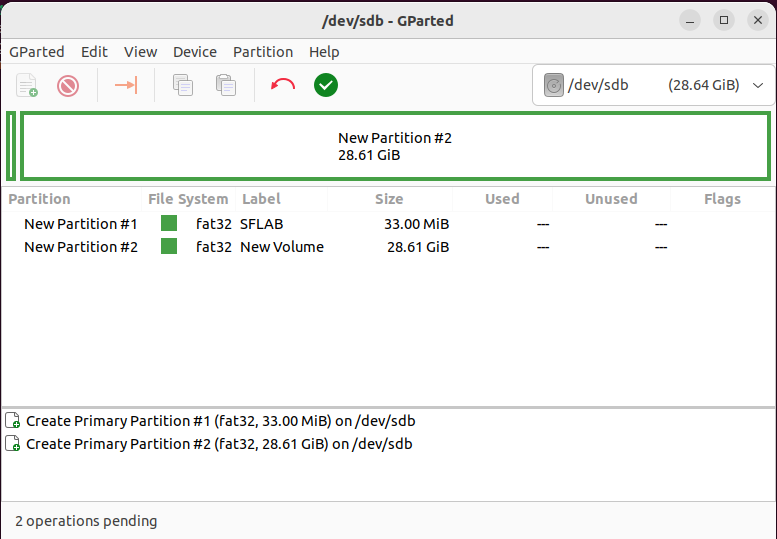 /dev/sdb - GParted
GParted Edit View Device Partition Help
/dev/sdb (28.64 GiB)
New Partition #2
28.61 GiB
Partition File System Label Size Used Unused Flags
New Partition #1 fat32 SFLAB 33.00 MiB --- ---
New Partition #2 fat32 New Volume 28.61 GiB --- ---
Create Primary Partition #1 (fat32, 33.00 MiB) on /dev/sdb
Create Primary Partition #2 (fat32, 28.61 GiB) on /dev/sdb
2 operations pending